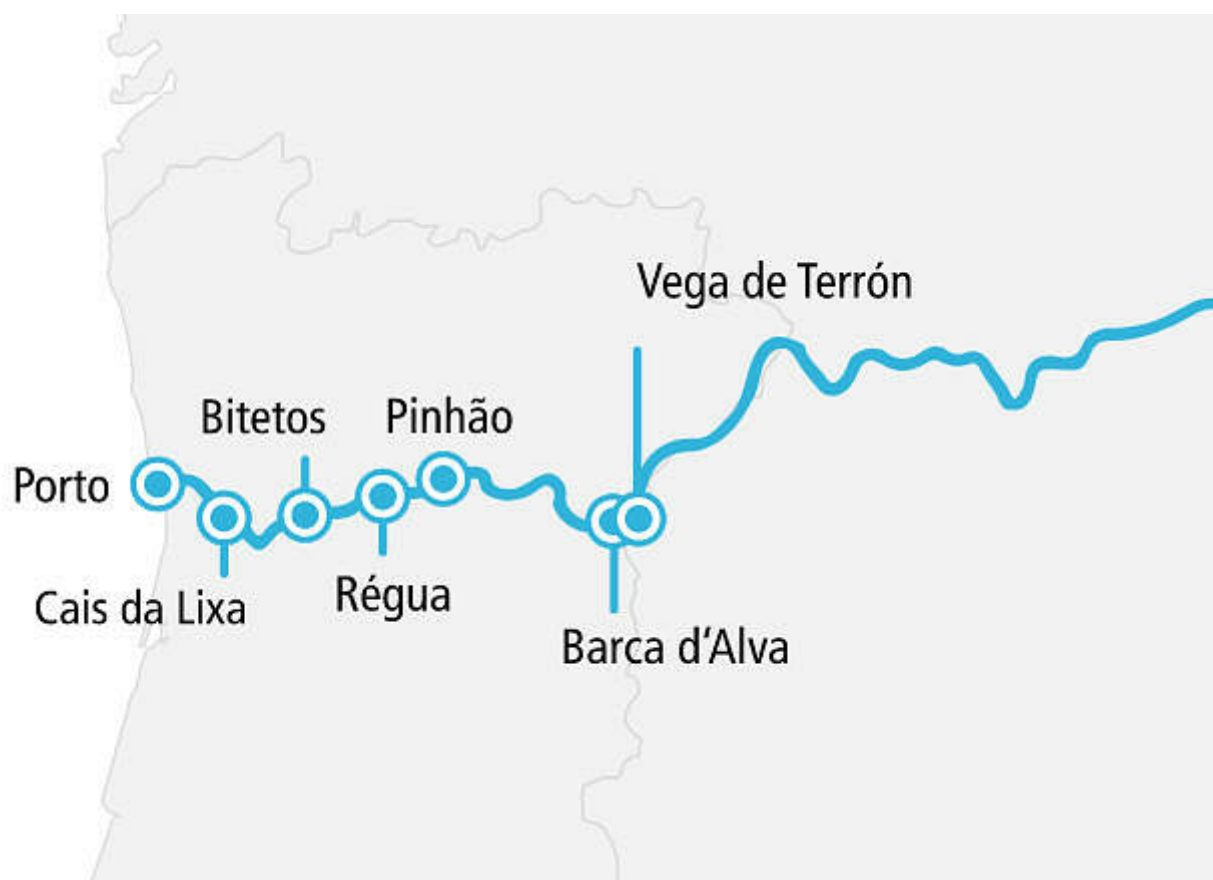 Vega de Terrón
Bitetos
Pinhão
Porto
Cais da Lixa
Régua
Barca d‘Alva